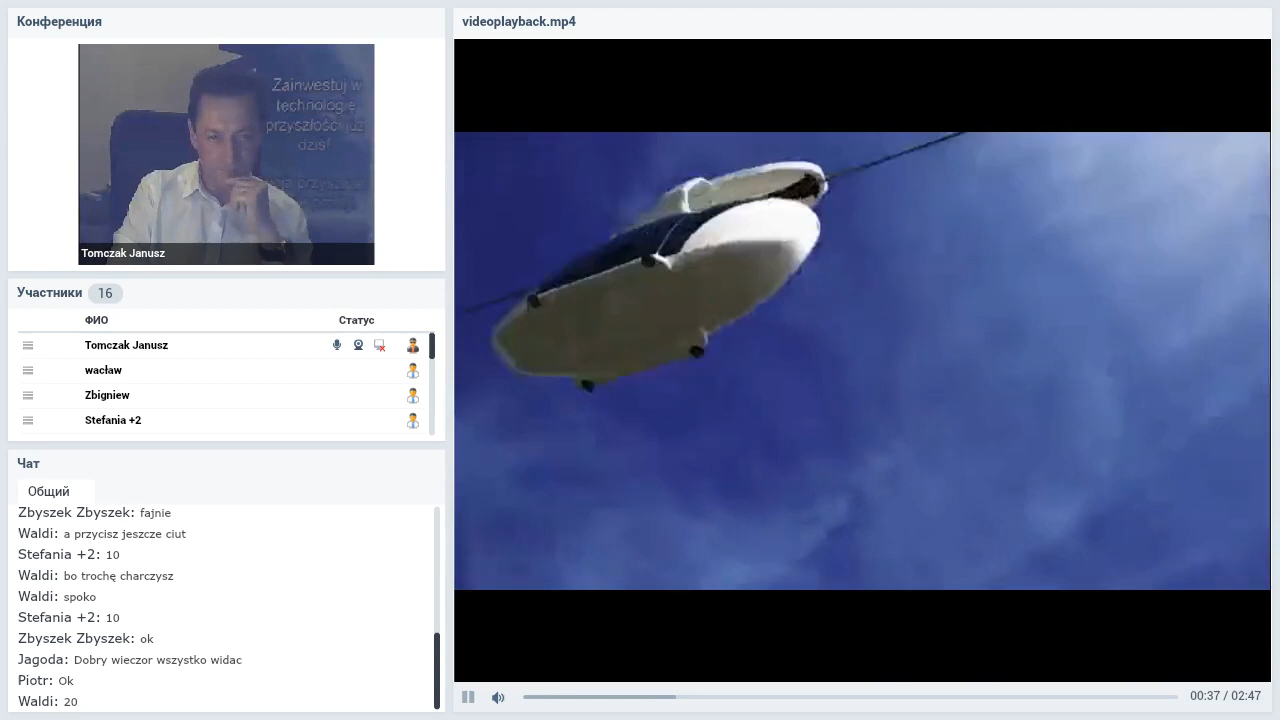 Конференция
Zainwestuj w
technologię
przyszłości już
dziś!
Tomczak Janusz
Участники 16
ФИО Статус
Tomczak Janusz
wacław
Zbigniew
Stefania +2
Чат
Общий
Zbyszek Zbyszek: fajnie
Waldi: a przycisz jeszcze ciut
Stefania +2: 10
Waldi: bo trochę charczysz
Waldi: spoko
Stefania +2: 10
Zbyszek Zbyszek: ok
Jagoda: Dobry wieczor wszystko widac
Piotr: Ok
Waldi: 20
videoplayback.mp4
00:37 / 02:47